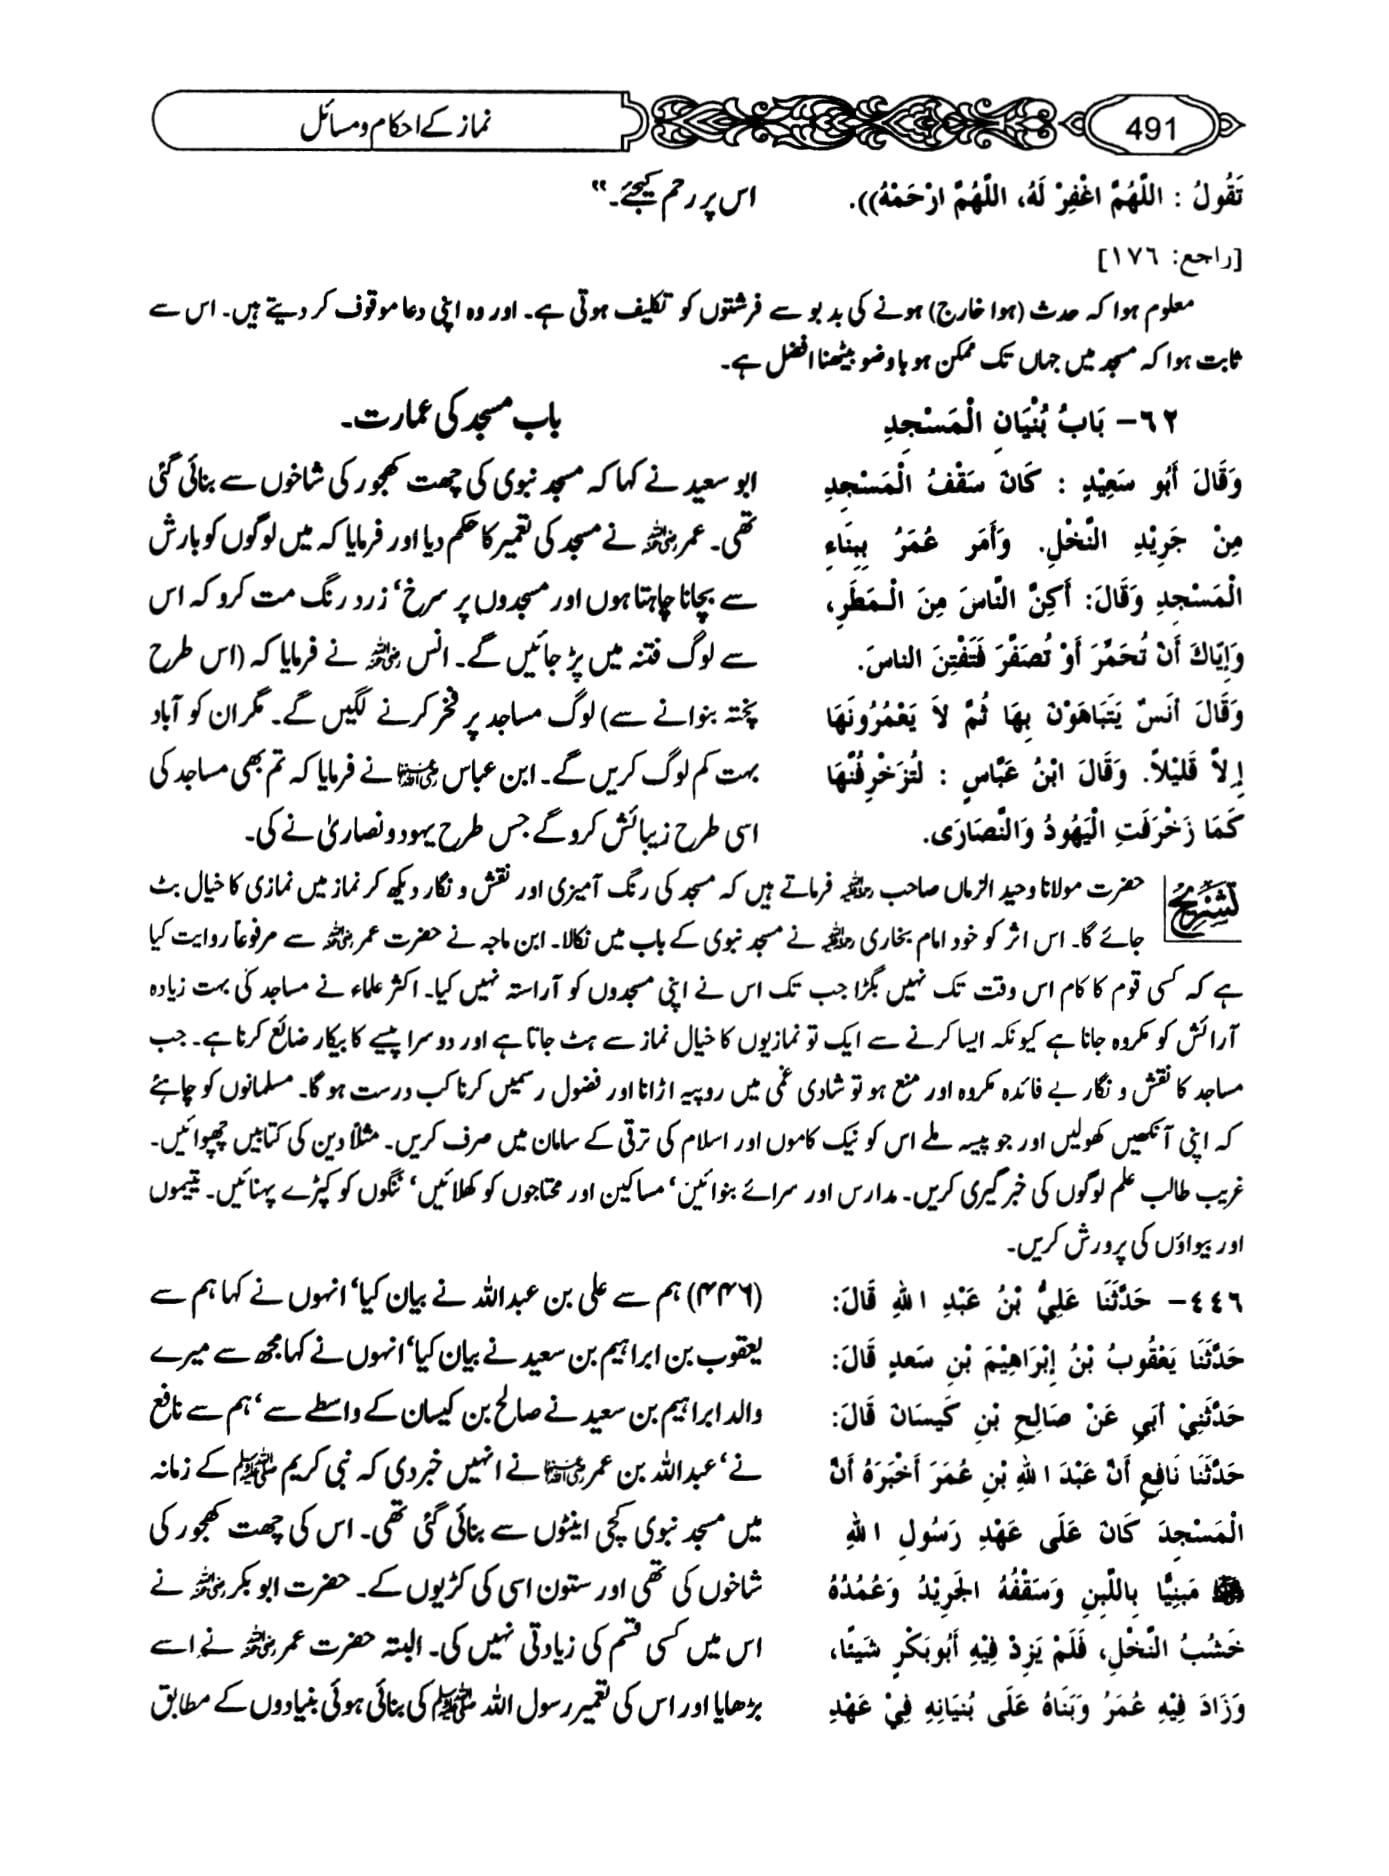 491
نماز کے احکام و مسائل
تَقُولُ : اللَّهُمَّ اغْفِرْ لَهُ، اللَّهُمَّ ارْحَمْهُ)).
[راجع: ١٧٦]
اس پر رحم کیجئے۔"
معلوم ہوا کہ حدث (ہوا خارج) ہونے کی بدبو سے فرشتوں کو تکلیف ہوتی ہے۔ اور وہ اپنی دعا موقوف کر دیتے ہیں۔ اس سے
ثابت ہوا کہ مسجد میں جہاں تک ممکن ہو باوضو بیٹھنا افضل ہے۔
٦٢- بَابُ بُنْيَانِ الْمَسْجِدِ
وَقَالَ أَبُو سَعِيْدٍ : كَانَ سَقْفُ الْمَسْجِدِ
مِنْ جَرِيْدِ النَّخْلِ. وَأَمَر عُمَرُ بِبِنَاءِ
الْمَسْجِدِ وَقَالَ: أَكِنَّ النَّاسَ مِنَ الْمَطَرِ،
وَإِيَّاكَ أَنْ تُحَمِّرَ أَوْ تُصَفِّرَ فَتَفْتِنَ الناسَ.
وَقَالَ أنَسٌ يَتَبَاهَوْنَ بِهَا ثُمَّ لاَ يَعْمُرُونَهَا
إِلاَّ قَلِيْلاً. وَقَالَ ابْنُ عَبَّاسٍ : لَتُزَخْرِفُنَّهَا
كَمَا زَخْرَفَتِ الْيَهُودُ وَالنَّصَارَى.
باب مسجد کی عمارت۔
ابو سعید نے کہا کہ مسجد نبوی کی چھت کھجور کی شاخوں سے بنائی گئی
تھی۔ عمر رضی اللہ عنہ نے مسجد کی تعمیر کا حکم دیا اور فرمایا کہ میں لوگوں کو بارش
سے بچانا چاہتا ہوں اور مسجدوں پر سرخ، زرد رنگ مت کرو کہ اس
سے لوگ فتنہ میں پڑ جائیں گے۔ انس رضی اللہ عنہ نے فرمایا کہ (اس طرح
پختہ بنوانے سے) لوگ مساجد پر فخر کرنے لگیں گے۔ مگر ان کو آباد
بہت کم لوگ کریں گے۔ ابن عباس رضی اللہ عنہما نے فرمایا کہ تم بھی مساجد کی
اسی طرح زیبائش کرو گے جس طرح یہود و نصاریٰ نے کی۔
تشریح
حضرت مولانا وحید الزماں صاحب رحمہ اللہ فرماتے ہیں کہ مسجد کی رنگ آمیزی اور نقش و نگار دیکھ کر نماز میں نمازی کا خیال بٹ
جائے گا۔ اس اثر کو خود امام بخاری رحمہ اللہ نے مسجد نبوی کے باب میں نکالا۔ ابن ماجہ نے حضرت عمر رضی اللہ عنہ سے مرفوعاً روایت کیا
ہے کہ کسی قوم کا کام اس وقت تک نہیں بگڑا جب تک اس نے اپنی مسجدوں کو آراستہ نہیں کیا۔ اکثر علماء نے مساجد کی بہت زیادہ
آرائش کو مکروہ جانا ہے کیونکہ ایسا کرنے سے ایک تو نمازیوں کا خیال نماز سے ہٹ جاتا ہے اور دوسرا پیسے کا بیکار ضائع کرنا ہے۔ جب
مساجد کا نقش و نگار بے فائدہ مکروہ اور منع ہو تو شادی غمی میں روپیہ اڑانا اور فضول رسمیں کرنا کب درست ہو گا۔ مسلمانوں کو چاہئے
کہ اپنی آنکھیں کھولیں اور جو پیسہ ملے اس کو نیک کاموں اور اسلام کی ترقی کے سامان میں صرف کریں۔ مثلاً دین کی کتابیں چھپوائیں۔
غریب طالب علم لوگوں کی خبر گیری کریں۔ مدارس اور سرائے بنوائیں، مساکین اور محتاجوں کو کھلائیں، ننگوں کو کپڑے پہنائیں۔ یتیموں
اور بیواؤں کی پرورش کریں۔
٤٤٦- حَدَّثَنَا عَلِيُّ بْنُ عَبْدِ اللهِ قَالَ:
حَدَّثَنَا يَعْقُوبُ بْنُ إِبْرَاهِيْمَ بْنِ سَعدٍ قَالَ:
حَدَّثَنِيْ أَبِي عَنْ صَالِحِ بْنِ كَيسَانَ قَالَ:
حَدَّثَنَا نَافِعٍ أَنَّ عَبْدَ اللهِ بْنِ عُمَرَ أَخْبَرَهُ أَنَّ
الْمَسْجِدَ كَانَ عَلَى عَهْدِ رَسُولِ اللهِ
ﷺ مَبنِيًّا بِاللَّبِنِ وَسَقْفُهُ الجَرِيْدُ وَعُمُدُهُ
خَشَبُ النَّخْلِ، فَلَمْ يَزِدْ فِيْهِ أَبُوبَكْرٍ شَيئًا،
وَزَادَ فِيْهِ عُمَرُ وَبَنَاهُ عَلَى بُنيَانِهِ فِيْ عَهْدِ
(۴۴۶) ہم سے علی بن عبداللہ نے بیان کیا، انہوں نے کہا ہم سے
یعقوب بن ابراہیم بن سعید نے بیان کیا، انہوں نے کہا مجھ سے میرے
والد ابراہیم بن سعید نے صالح بن کیسان کے واسطے سے، ہم سے نافع
نے، عبداللہ بن عمر رضی اللہ عنہما نے انہیں خبر دی کہ نبی کریم ﷺ کے زمانہ
میں مسجد نبوی کچی اینٹوں سے بنائی گئی تھی۔ اس کی چھت کھجور کی
شاخوں کی تھی اور ستون اسی کی کڑیوں کے۔ حضرت ابو بکر رضی اللہ عنہ نے
اس میں کسی قسم کی زیادتی نہیں کی۔ البتہ حضرت عمر رضی اللہ عنہ نے اسے
بڑھایا اور اس کی تعمیر رسول اللہ ﷺ کی بنائی ہوئی بنیادوں کے مطابق